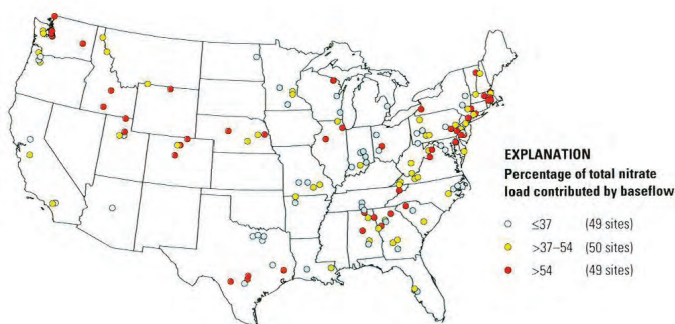 EXPLANATION
Percentage of total nitrate
load contributed by baseflow
≤37 (49 sites)
>37–54 (50 sites)
>54 (49 sites)